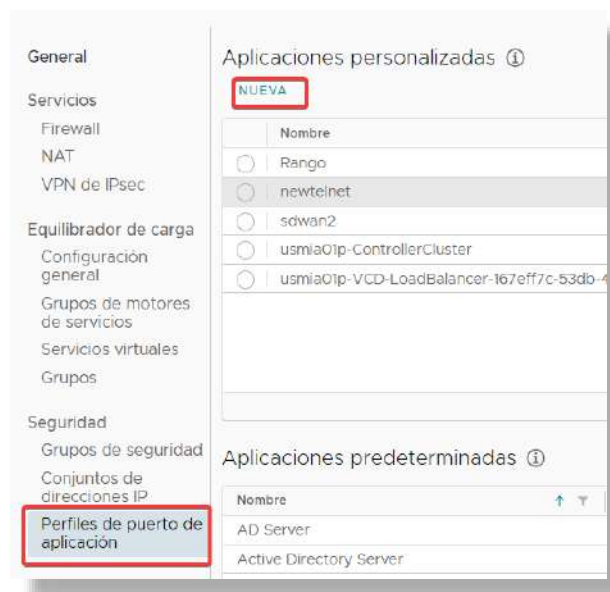 General
Servicios
Firewall
NAT
VPN de IPsec
Equilibrador de carga
Configuración
general
Grupos de motores
de servicios
Servicios virtuales
Grupos
Seguridad
Grupos de seguridad
Conjuntos de
direcciones IP
Perfiles de puerto de
aplicación
Aplicaciones personalizadas
NUEVA
Nombre
Rango
newtelnet
sdwan2
usmia01p-ControllerCluster
usmia01p-VCD-LoadBalancer-167eff7c-53db-4
Aplicaciones predeterminadas
Nombre
AD Server
Active Directory Server